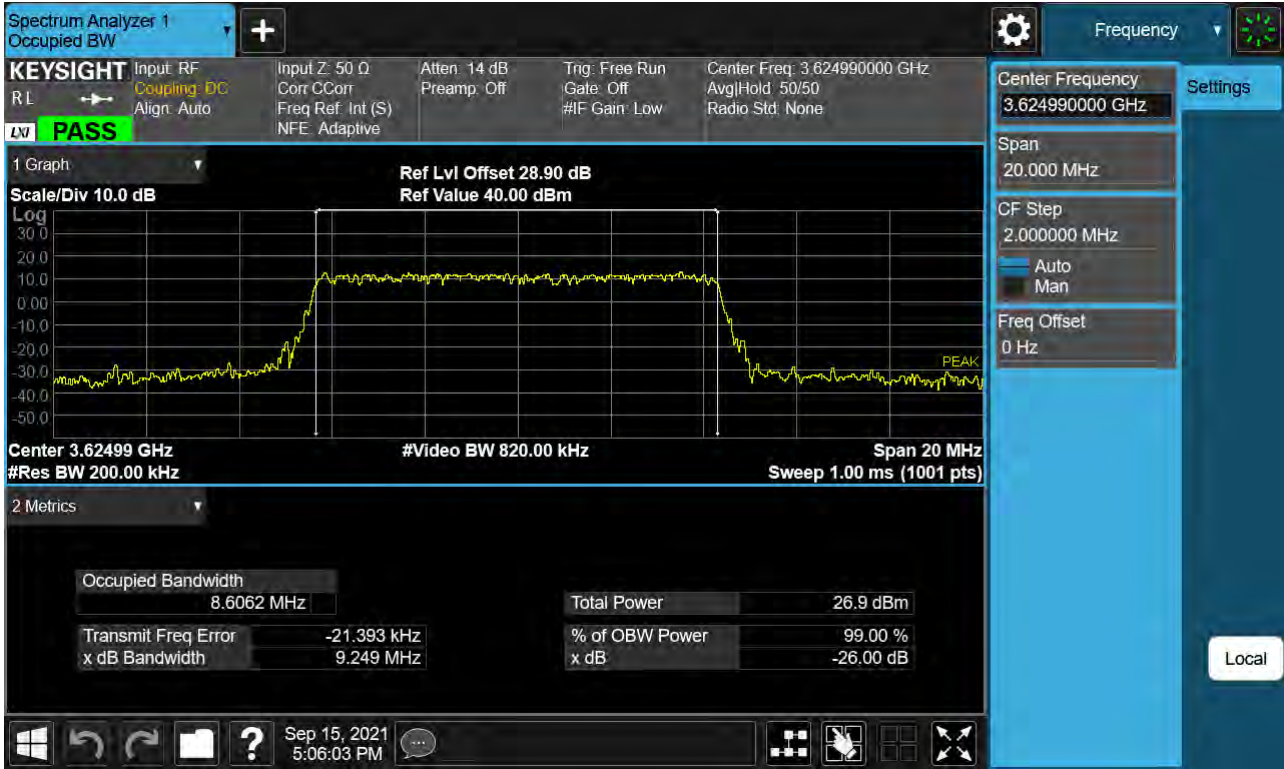 Spectrum Analyzer 1
Occupied BW
Frequency
KEYSIGHT
RL
LXI
PASS
Input: RF
Coupling: DC
Align: Auto
Input Z: 50 Ω
Corr CCorr
Freq Ref: Int (S)
NFE: Adaptive
Atten: 14 dB
Preamp: Off
Trig: Free Run
Gate: Off
#IF Gain: Low
Center Freq: 3.624990000 GHz
Avg|Hold: 50/50
Radio Std: None
1 Graph
Scale/Div 10.0 dB
Ref Lvl Offset 28.90 dB
Ref Value 40.00 dBm
Log
30.0
20.0
10.0
0.00
-10.0
-20.0
-30.0
-40.0
-50.0
PEAK
Center 3.62499 GHz
#Video BW 820.00 kHz
Span 20 MHz
#Res BW 200.00 kHz
Sweep 1.00 ms (1001 pts)
2 Metrics
Occupied Bandwidth
8.6062 MHz
Transmit Freq Error -21.393 kHz
x dB Bandwidth 9.249 MHz
Total Power 26.9 dBm
% of OBW Power 99.00 %
x dB -26.00 dB
Sep 15, 2021
5:06:03 PM
Center Frequency
3.624990000 GHz
Settings
Span
20.000 MHz
CF Step
2.000000 MHz
Auto
Man
Freq Offset
0 Hz
Local